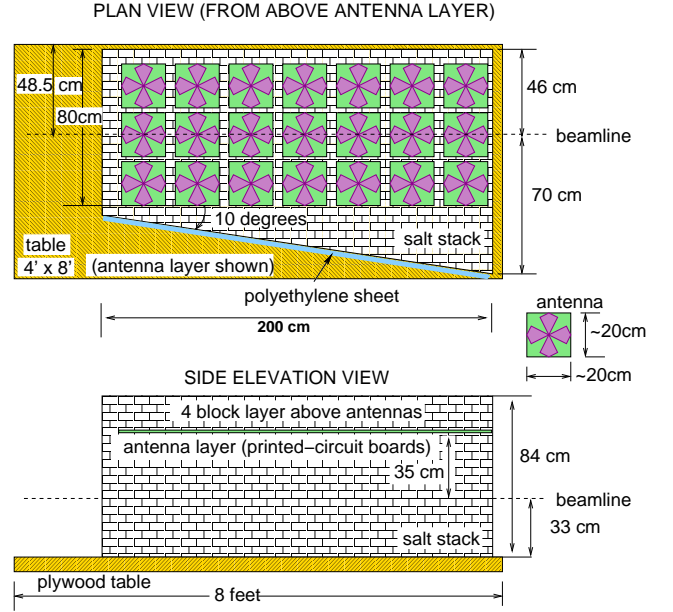 PLAN VIEW (FROM ABOVE ANTENNA LAYER)
48.5 cm
80cm
46 cm
beamline
70 cm
10 degrees
salt stack
table
4' x 8'
(antenna layer shown)
polyethylene sheet
200 cm
antenna
~20cm
~20cm
SIDE ELEVATION VIEW
4 block layer above antennas
antenna layer (printed−circuit boards)
35 cm
84 cm
beamline
33 cm
salt stack
plywood table
8 feet